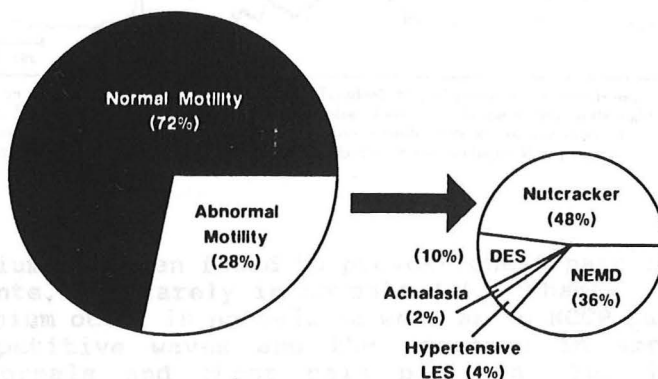 Normal Motility
(72%)
Abnormal
Motility
(28%)
Nutcracker
(48%)
(10%)
DES
Achalasia
(2%)
NEMD
(36%)
Hypertensive
LES (4%)